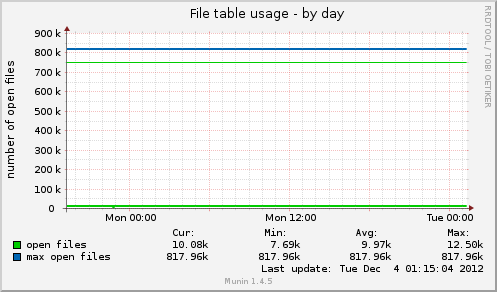 File table usage - by day
RRDTOOL / TOBI OETIKER
number of open files
900 k
800 k
700 k
600 k
500 k
400 k
300 k
200 k
100 k
0
Mon 00:00 Mon 12:00 Tue 00:00
Cur: Min: Avg: Max:
open files 10.08k 7.69k 9.97k 12.50k
max open files 817.96k 817.96k 817.96k 817.96k
Last update: Tue Dec 4 01:15:04 2012
Munin 1.4.5